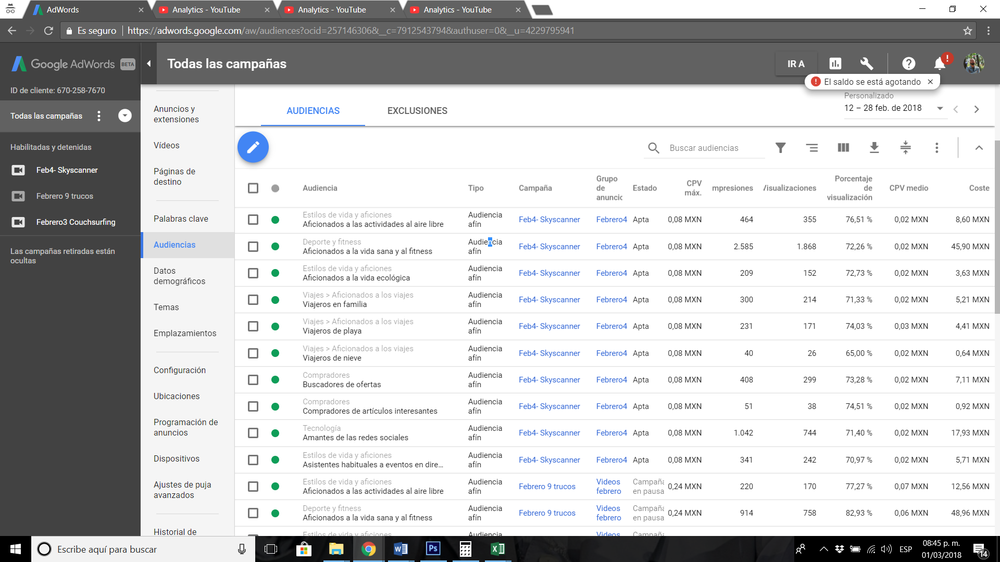 AdWords
Analytics - YouTube
Analytics - YouTube
Analytics - YouTube
Es seguro
https://adwords.google.com/aw/audiences?ocid=257146306&__c=7912543794&authuser=0&__u=4229795941
Google AdWords BETA
Todas las campañas
IR A
El saldo se está agotando
ID de cliente: 670-258-7670
Todas las campañas
Habilitadas y detenidas
Feb4- Skyscanner
Febrero 9 trucos
Febrero3 Couchsurfing
Las campañas retiradas están
ocultas
Anuncios y
extensiones
Vídeos
Páginas de
destino
Palabras clave
Audiencias
Datos
demográficos
Temas
Emplazamientos
Configuración
Ubicaciones
Programación de
anuncios
Dispositivos
Ajustes de puja
avanzados
Historial de
AUDIENCIAS
EXCLUSIONES
Personalizado
12 – 28 feb. de 2018
Buscar audiencias
Audiencia Tipo Campaña Grupo de anuncic Estado CPV máx. mpresiones /isualizaciones Porcentaje de visualización CPV medio Coste
Estilos de vida y aficiones
Aficionados a las actividades al aire libre Audiencia afín Feb4- Skyscanner Febrero4 Apta 0,08 MXN 464 355 76,51 % 0,02 MXN 8,60 MXN
Deporte y fitness
Aficionados a la vida sana y al fitness Audiencia afín Feb4- Skyscanner Febrero4 Apta 0,08 MXN 2.585 1.868 72,26 % 0,02 MXN 45,90 MXN
Estilos de vida y aficiones
Aficionados a la vida ecológica Audiencia afín Feb4- Skyscanner Febrero4 Apta 0,08 MXN 209 152 72,73 % 0,02 MXN 3,63 MXN
Viajes > Aficionados a los viajes
Viajeros en familia Audiencia afín Feb4- Skyscanner Febrero4 Apta 0,08 MXN 300 214 71,33 % 0,02 MXN 5,21 MXN
Viajes > Aficionados a los viajes
Viajeros de playa Audiencia afín Feb4- Skyscanner Febrero4 Apta 0,08 MXN 231 171 74,03 % 0,03 MXN 4,41 MXN
Viajes > Aficionados a los viajes
Viajeros de nieve Audiencia afín Feb4- Skyscanner Febrero4 Apta 0,08 MXN 40 26 65,00 % 0,02 MXN 0,64 MXN
Compradores
Buscadores de ofertas Audiencia afín Feb4- Skyscanner Febrero4 Apta 0,08 MXN 408 299 73,28 % 0,02 MXN 7,11 MXN
Compradores
Compradores de artículos interesantes Audiencia afín Feb4- Skyscanner Febrero4 Apta 0,08 MXN 51 38 74,51 % 0,02 MXN 0,92 MXN
Tecnología
Amantes de las redes sociales Audiencia afín Feb4- Skyscanner Febrero4 Apta 0,08 MXN 1.042 744 71,40 % 0,02 MXN 17,93 MXN
Estilos de vida y aficiones
Asistentes habituales a eventos en dire... Audiencia afín Feb4- Skyscanner Febrero4 Apta 0,08 MXN 341 242 70,97 % 0,02 MXN 5,71 MXN
Estilos de vida y aficiones
Aficionados a las actividades al aire libre Audiencia afín Febrero 9 trucos Videos febrero Campaña en pausa 0,24 MXN 220 170 77,27 % 0,07 MXN 12,56 MXN
Deporte y fitness
Aficionados a la vida sana y al fitness Audiencia afín Febrero 9 trucos Videos febrero Campaña en pausa 0,24 MXN 914 758 82,93 % 0,06 MXN 48,96 MXN
Estilos de vida y aficiones Audiencia Videos Campaña
Escribe aquí para buscar
Ps
ESP
08:45 p. m.
01/03/2018
14